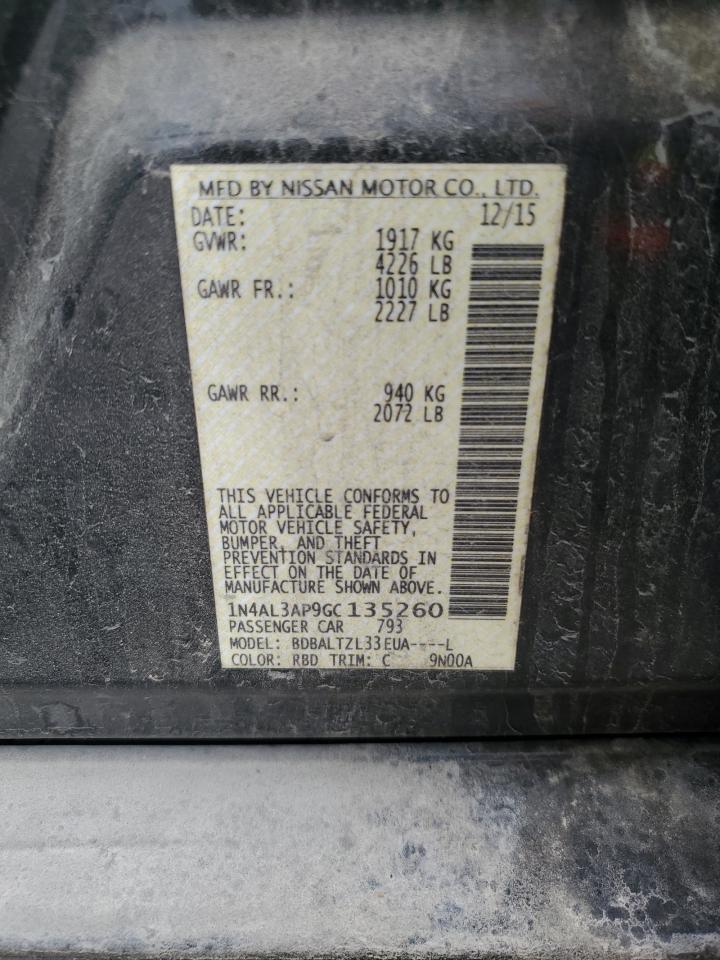 MFD BY NISSAN MOTOR CO., LTD.
DATE: 12/15
GVWR: 1917 KG
4226 LB
GAWR FR.: 1010 KG
2227 LB
GAWR RR.: 940 KG
2072 LB
THIS VEHICLE CONFORMS TO
ALL APPLICABLE FEDERAL
MOTOR VEHICLE SAFETY,
BUMPER, AND THEFT
PREVENTION STANDARDS IN
EFFECT ON THE DATE OF
MANUFACTURE SHOWN ABOVE.
1N4AL3AP9GC135260
PASSENGER CAR 793
MODEL: BDBALTZL33EUA----L
COLOR: RBD TRIM: C 9N00A